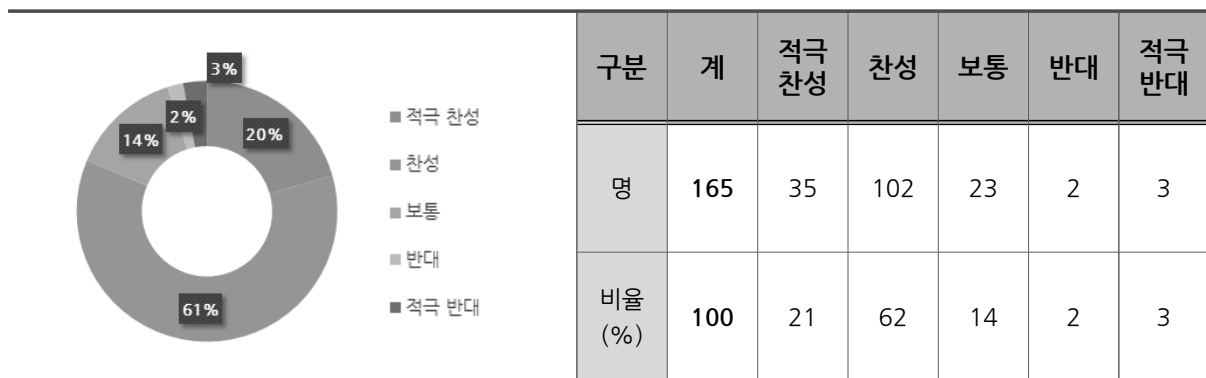 3%
2%
20%
14%
61%
적극 찬성
찬성
보통
반대
적극 반대
구분 계 적극 찬성 찬성 보통 반대 적극 반대
명 165 35 102 23 2 3
비율 (%) 100 21 62 14 2 3